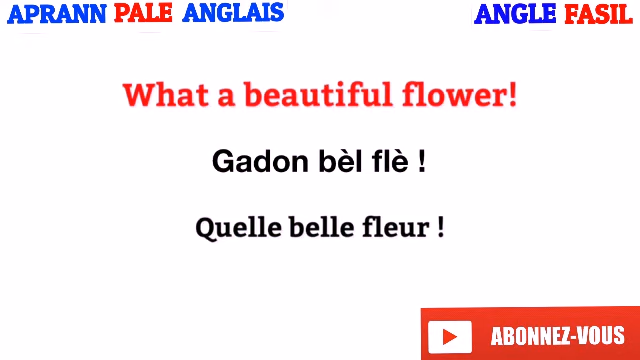 APRANN PALE ANGLAIS
ANGLE FASIL
What a beautiful flower!
Gadon bèl flè !
Quelle belle fleur !
ABONNEZ-VOUS